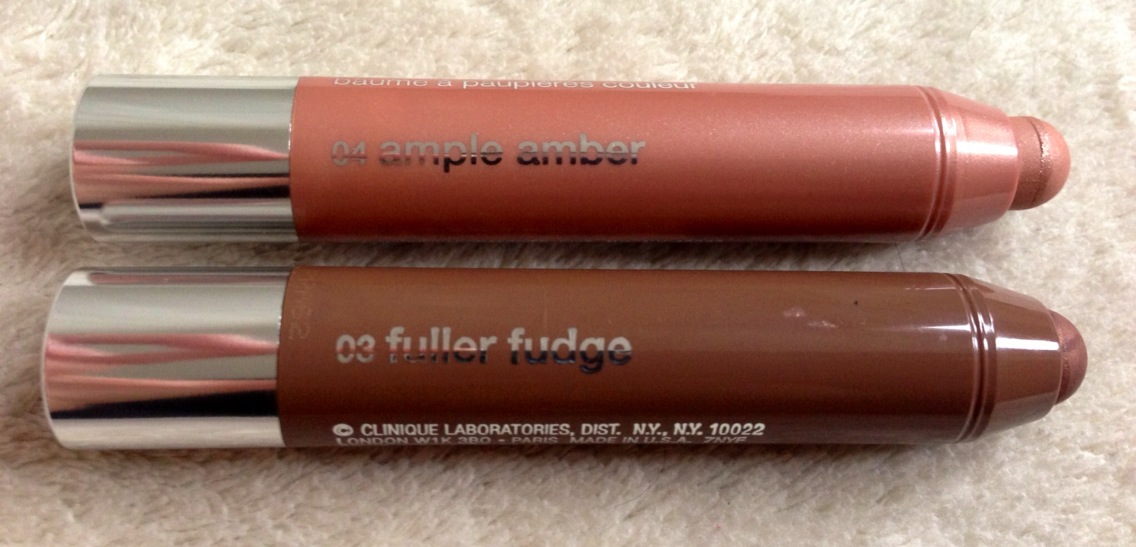 baume à paupières couleur
04 ample amber
03 fuller fudge
© CLINIQUE LABORATORIES, DIST. N.Y., N.Y. 10022
LONDON W1K 3BQ • PARIS MADE IN U.S.A.